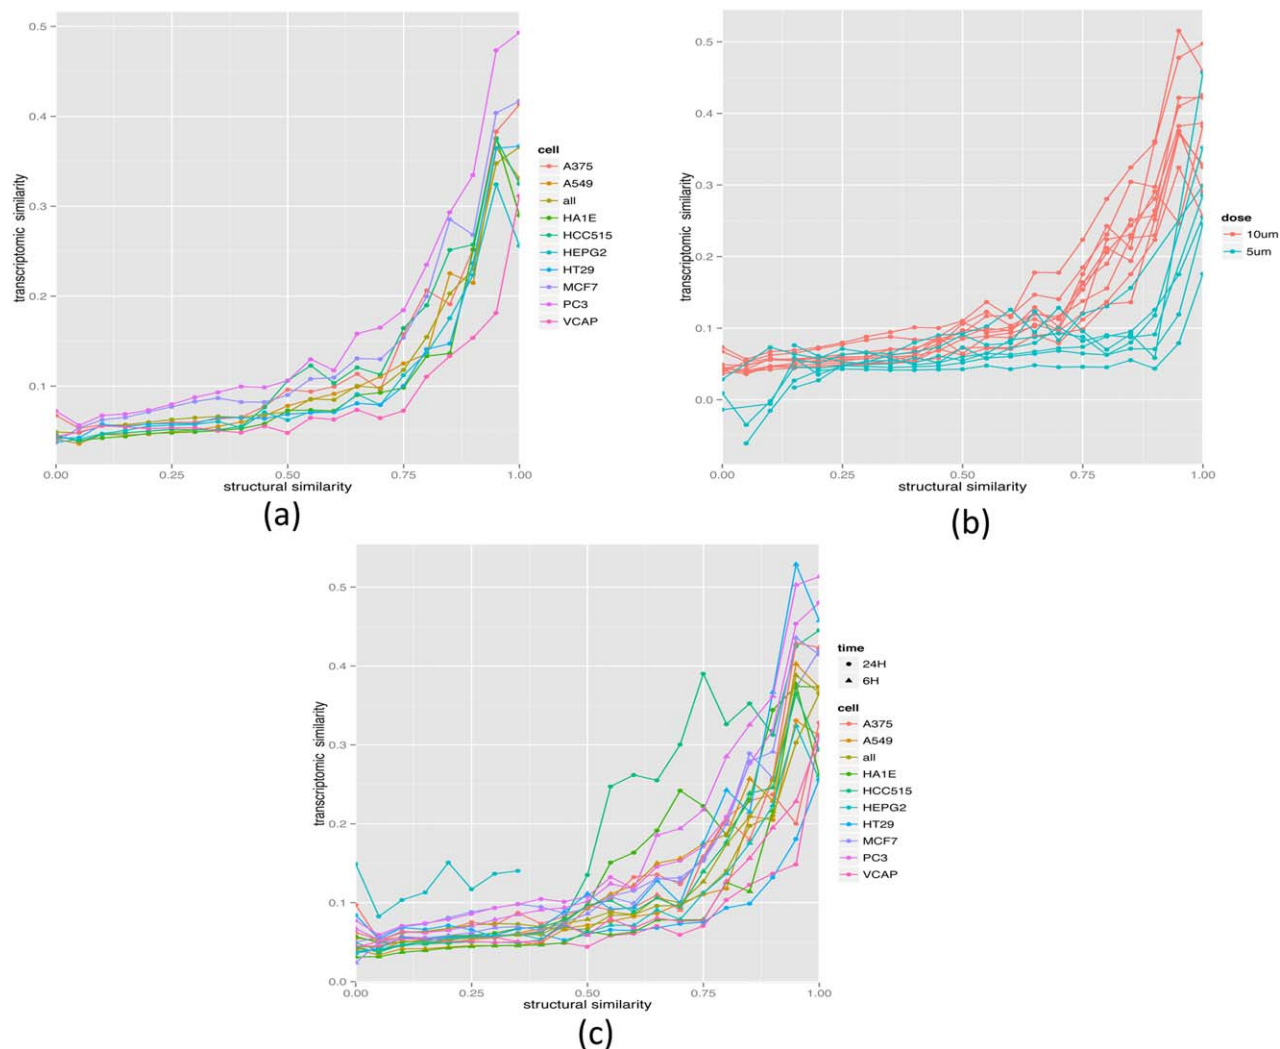 0.5
0.4
0.3
0.2
0.1
transcriptomic similarity
0.00
0.25
0.50
0.75
1.00
structural similarity
cell
A375
A549
all
HA1E
HCC515
HEPG2
HT29
MCF7
PC3
VCAP
(a)
0.5
0.4
0.3
0.2
0.1
0.0
transcriptomic similarity
0.00
0.25
0.50
0.75
1.00
structural similarity
dose
10um
5um
(b)
0.5
0.4
0.3
0.2
0.1
0.0
transcriptomic similarity
0.00
0.25
0.50
0.75
1.00
structural similarity
time
24H
6H
cell
A375
A549
all
HA1E
HCC515
HEPG2
HT29
MCF7
PC3
VCAP
(c)